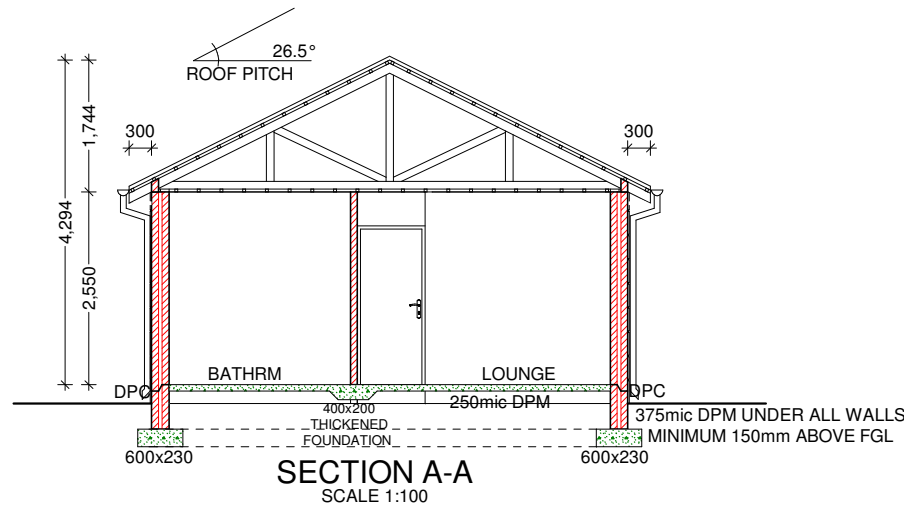 26.5°
ROOF PITCH
300
300
1,744
4,294
2,550
BATHRM
LOUNGE
DPC
DPC
400x200
THICKENED
FOUNDATION
250mic DPM
375mic DPM UNDER ALL WALLS
MINIMUM 150mm ABOVE FGL
600x230
600x230
SECTION A-A
SCALE 1:100